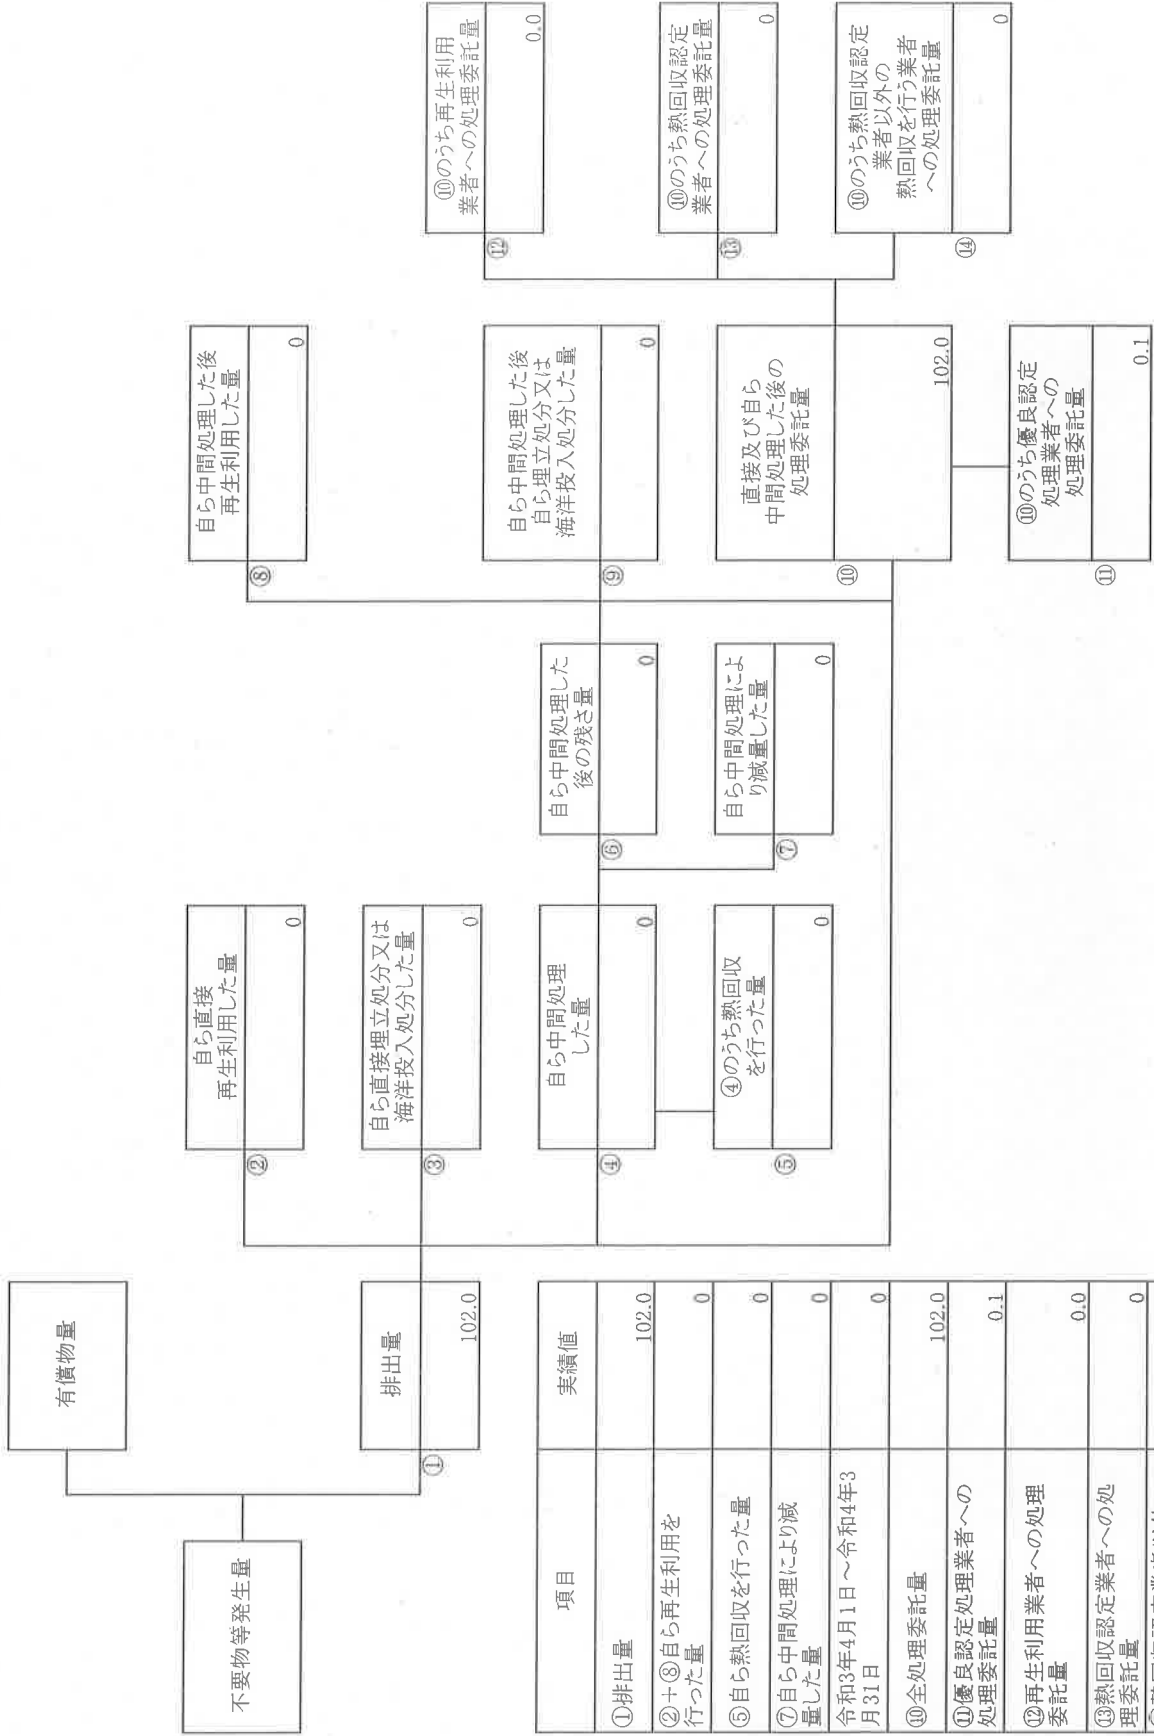 不要物等発生量
有償物量
排出量
①
102.0
自ら直接
再生利用した量
②
0
自ら直接埋立処分又は
海洋投入処分した量
③
0
自ら中間処理
した量
④
0
④のうち熱回収
を行った量
⑤
0
自ら中間処理した
後の残さ量
⑥
0
自ら中間処理によ
り減量した量
⑦
0
自ら中間処理した後
再生利用した量
⑧
0
自ら中間処理した後
自ら埋立処分又は
海洋投入処分した量
⑨
0
直接及び自ら
中間処理した後の
処理委託量
⑩
102.0
⑩のうち優良認定
処理業者への
処理委託量
⑪
0.1
⑩のうち再生利用
業者への処理委託量
⑫
0.0
⑩のうち熱回収認定
業者への処理委託量
⑬
0
⑩のうち熱回収認定
業者以外の
熱回収を行う業者
への処理委託量
⑭
0
項目 実績値
①排出量 102.0
②+⑧自ら再生利用を
行った量 0
⑤自ら熱回収を行った量 0
⑦自ら中間処理により減
量した量 0
令和3年4月1日~令和4年3
月31日 0
⑩全処理委託量 102.0
⑪優良認定処理業者への
処理委託量 0.1
⑫再生利用業者への処理
委託量 0.0
⑬熱回収認定業者への処
理委託量 0